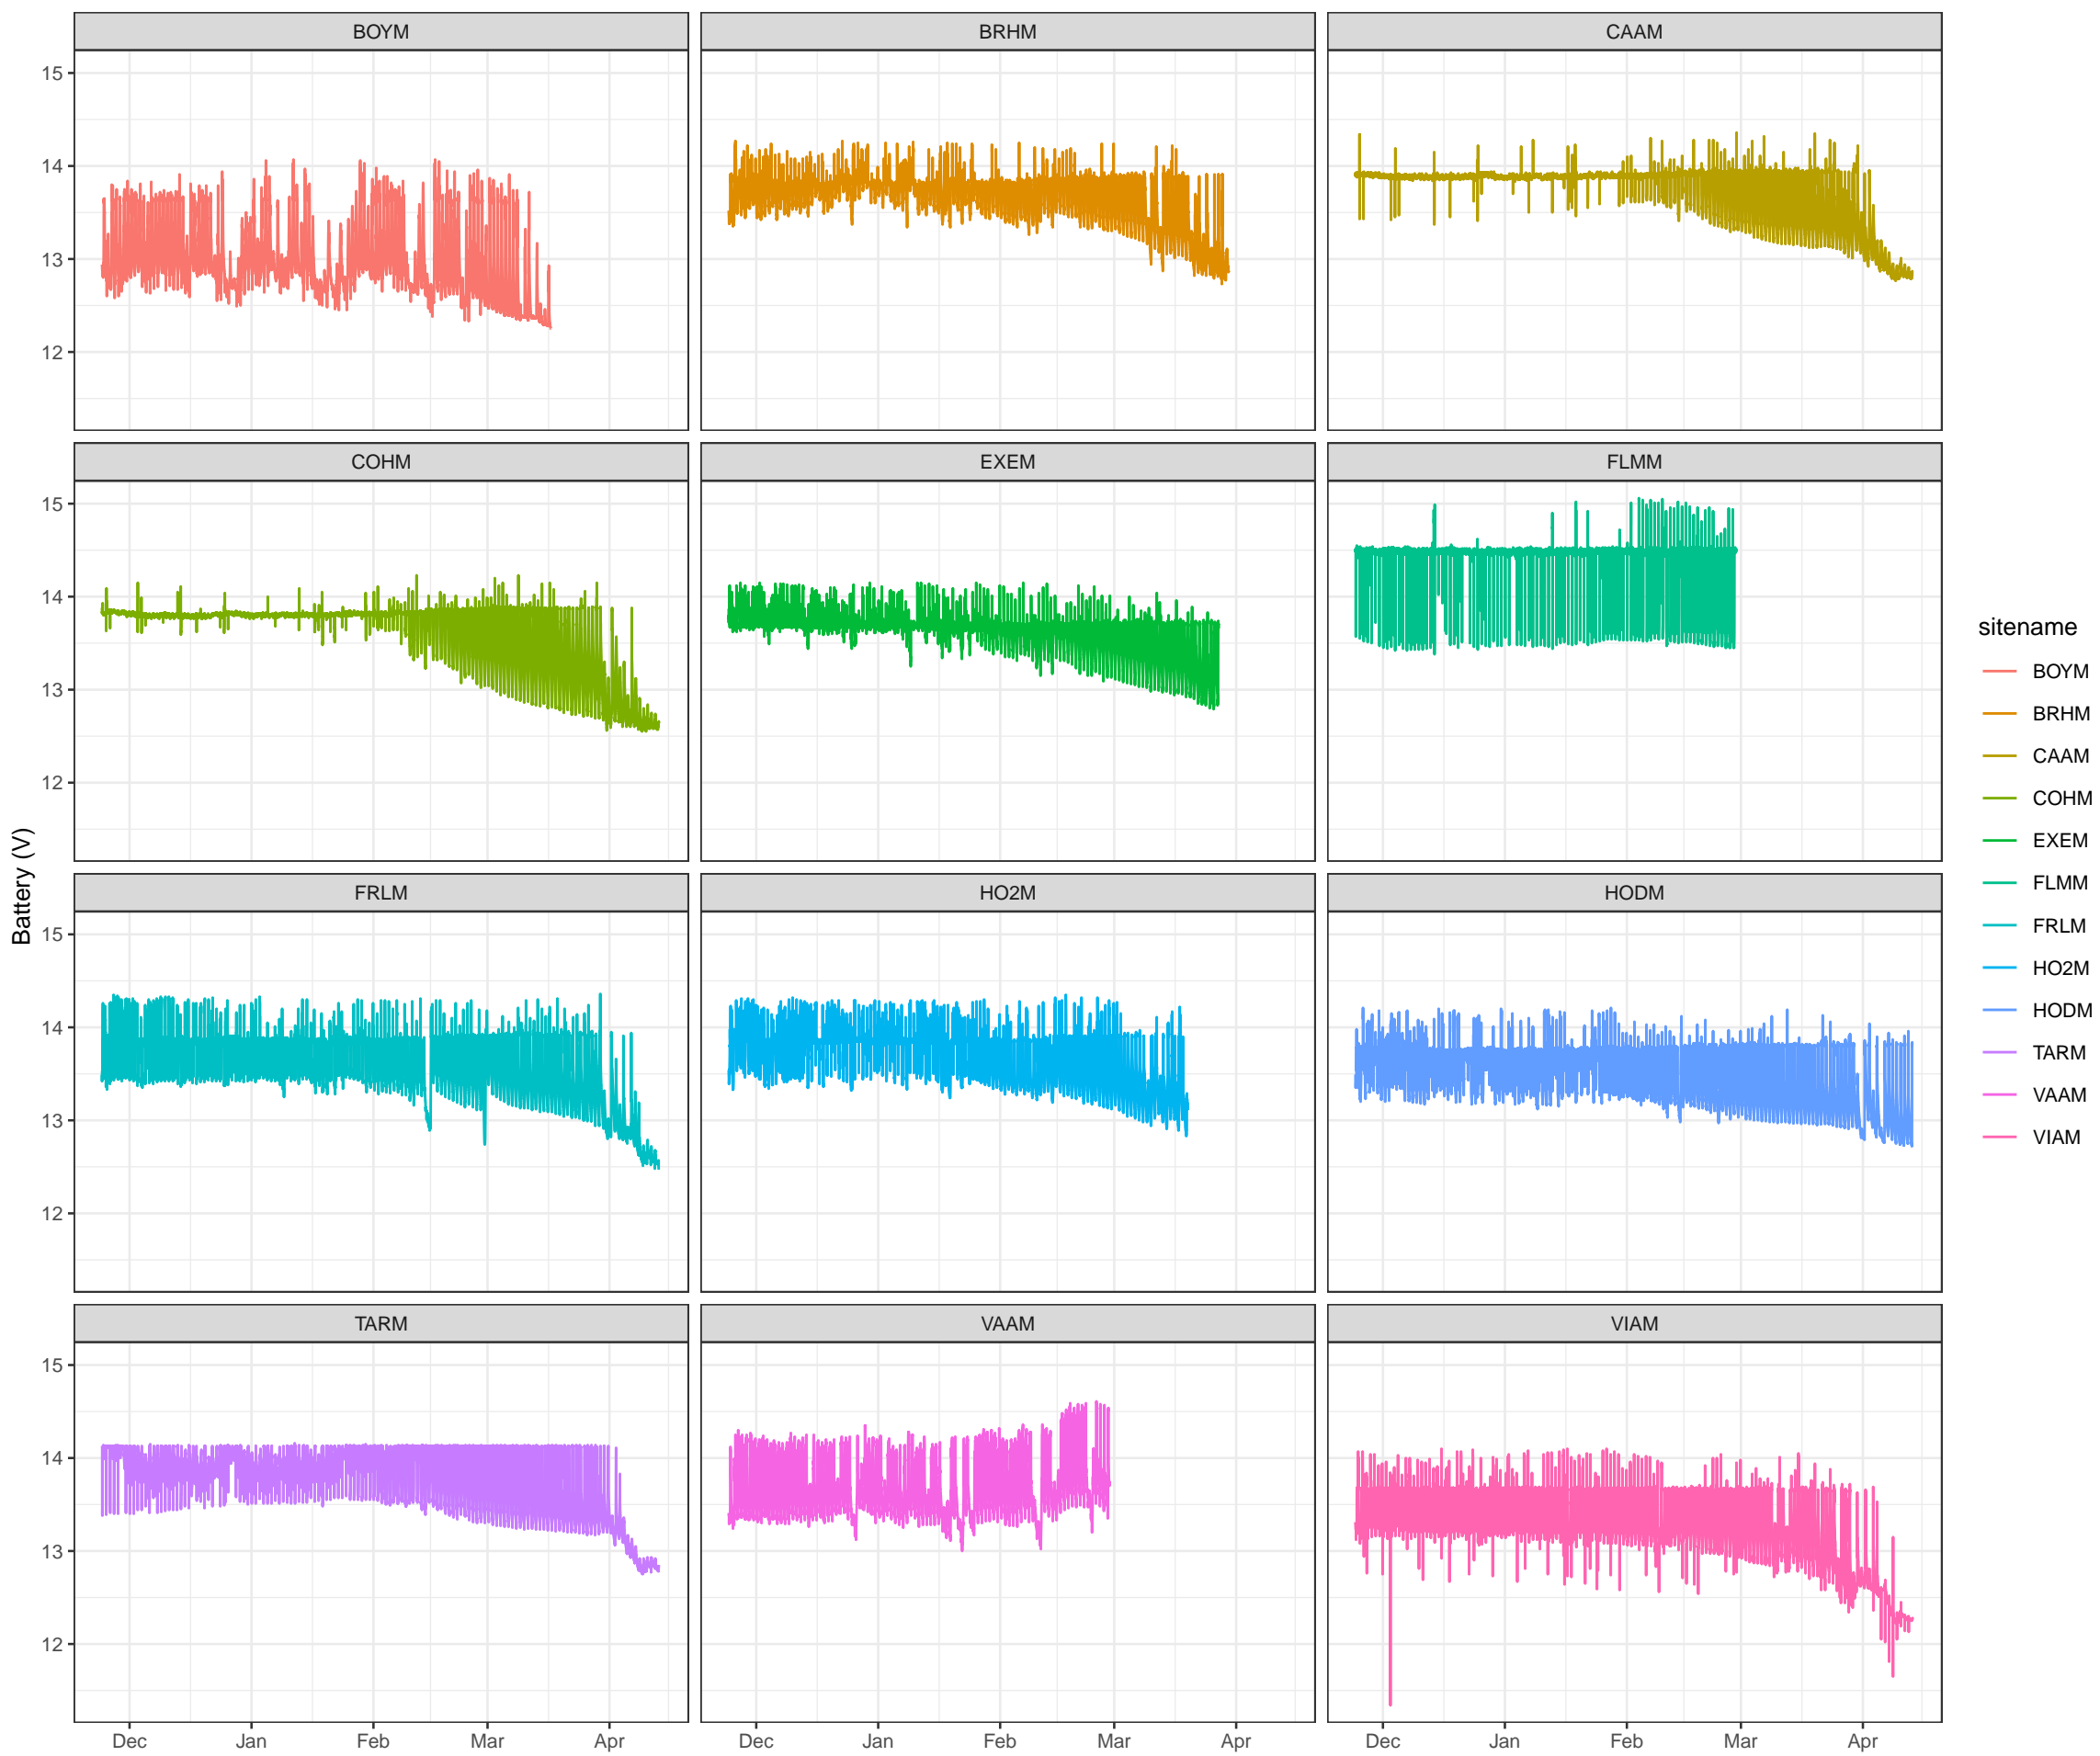 BOYM BRHM CAAM
15
14
13
12
COHM EXEM FLMM
15
14
13
12
FRLM HO2M HODM
15
14
13
12
TARM VAAM VIAM
15
14
13
12
Dec Jan Feb Mar Apr Dec Jan Feb Mar Apr Dec Jan Feb Mar Apr
Battery (V)
sitename
BOYM
BRHM
CAAM
COHM
EXEM
FLMM
FRLM
HO2M
HODM
TARM
VAAM
VIAM